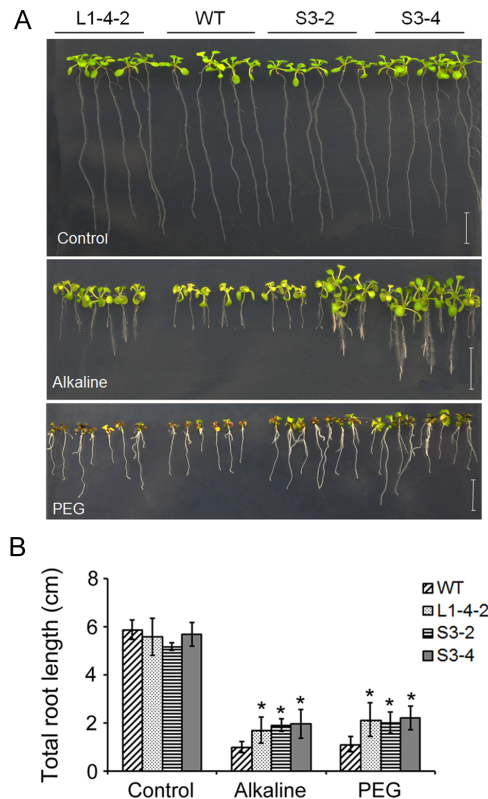 A
L1-4-2 WT S3-2 S3-4
Control
Alkaline
PEG
B
Total root length (cm)
8
6
4
2
0
WT
L1-4-2
S3-2
S3-4
* * *
* * *
Control Alkaline PEG